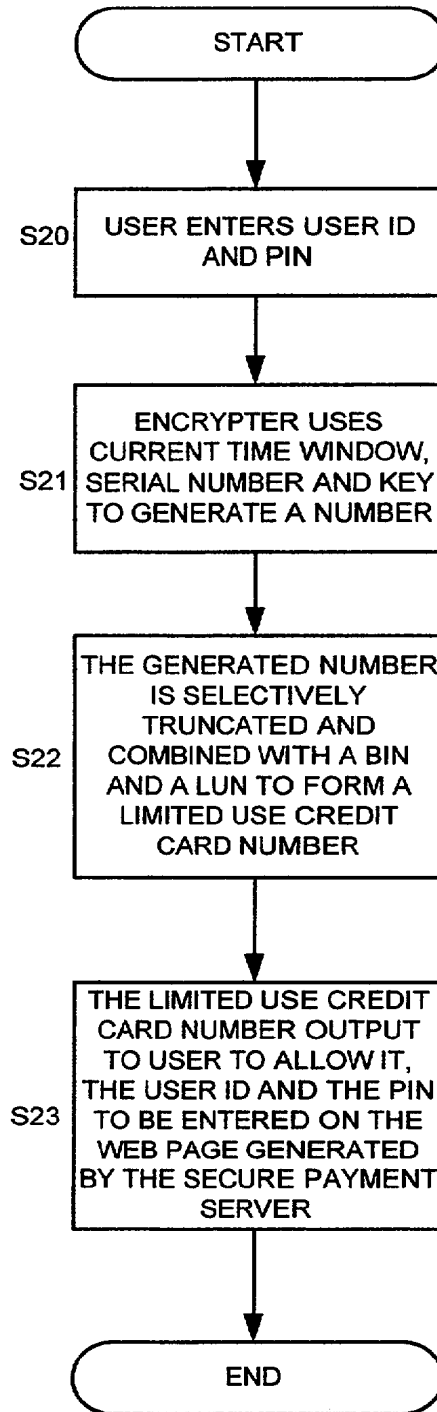 START
S20
USER ENTERS USER ID
AND PIN
S21
ENCRYPTER USES
CURRENT TIME WINDOW,
SERIAL NUMBER AND KEY
TO GENERATE A NUMBER
S22
THE GENERATED NUMBER
IS SELECTIVELY
TRUNCATED AND
COMBINED WITH A BIN
AND A LUN TO FORM A
LIMITED USE CREDIT
CARD NUMBER
S23
THE LIMITED USE CREDIT
CARD NUMBER OUTPUT
TO USER TO ALLOW IT,
THE USER ID AND THE PIN
TO BE ENTERED ON THE
WEB PAGE GENERATED
BY THE SECURE PAYMENT
SERVER
END